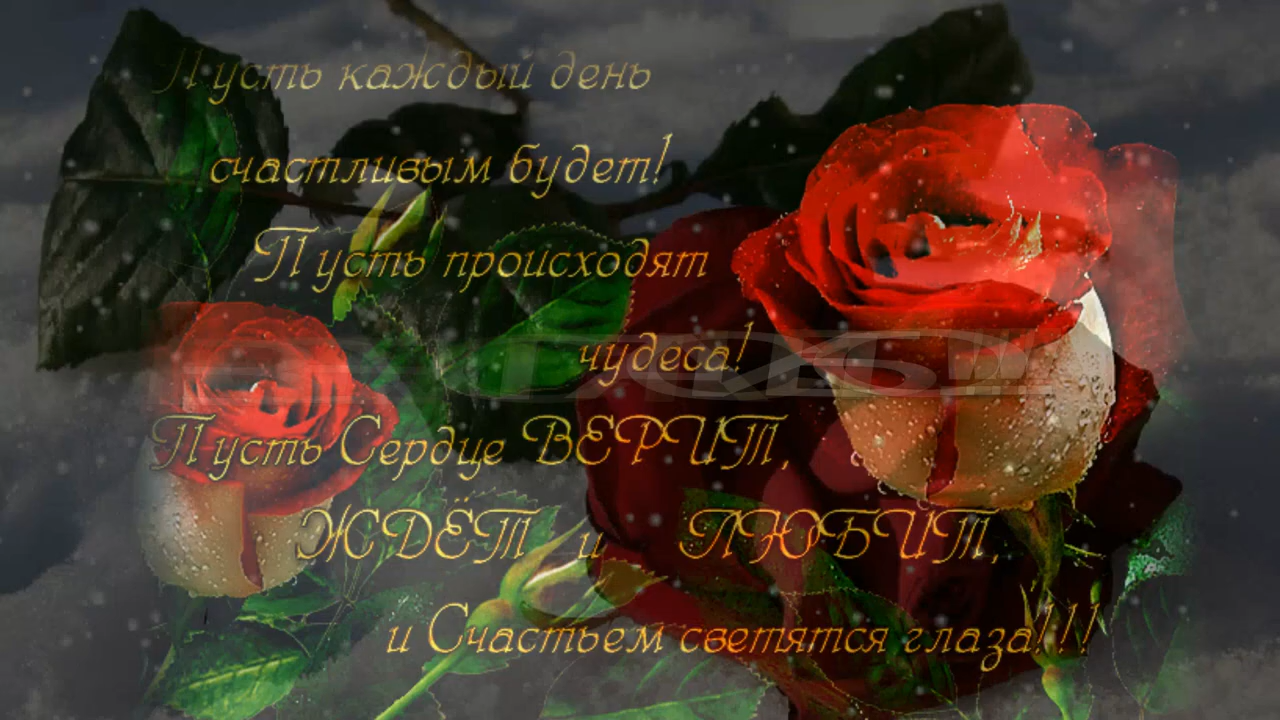 Пусть каждый день
счастливым будет!
Пусть происходят
чудеса!
Пусть Сердце ВЕРИТ,
ЖДЁТ и ЛЮБИТ,
и Счастьем светятся глаза!!!